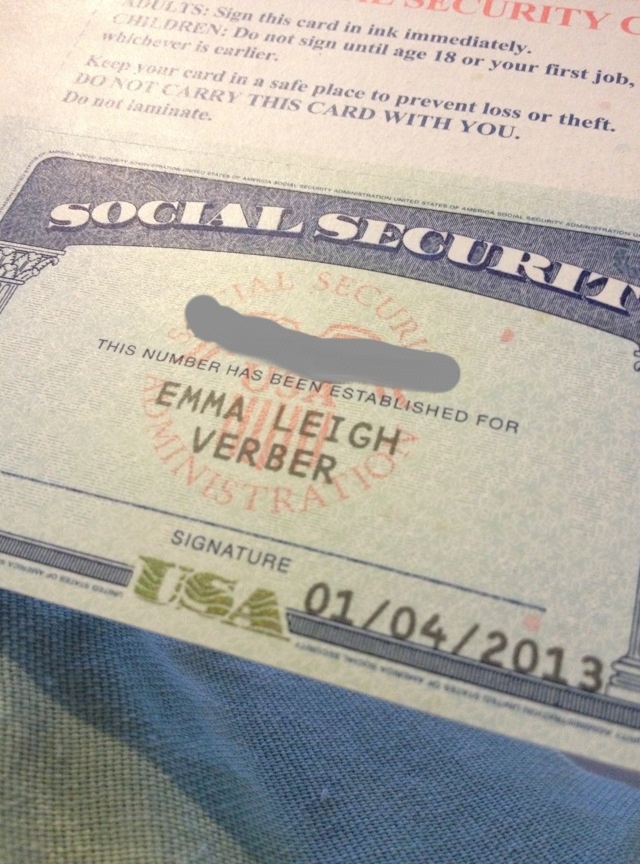 SECURITY
ADULTS: Sign this card in ink immediately.
CHILDREN: Do not sign until age 18 or your first job,
whichever is earlier.
Keep your card in a safe place to prevent loss or theft.
DO NOT CARRY THIS CARD WITH YOU.
Do not laminate.
SOCIAL SECURIT
THIS NUMBER HAS BEEN ESTABLISHED FOR
EMMA LEIGH
VERBER
SECURI
USA
ADMINISTRATION
SIGNATURE
USA
01/04/2013